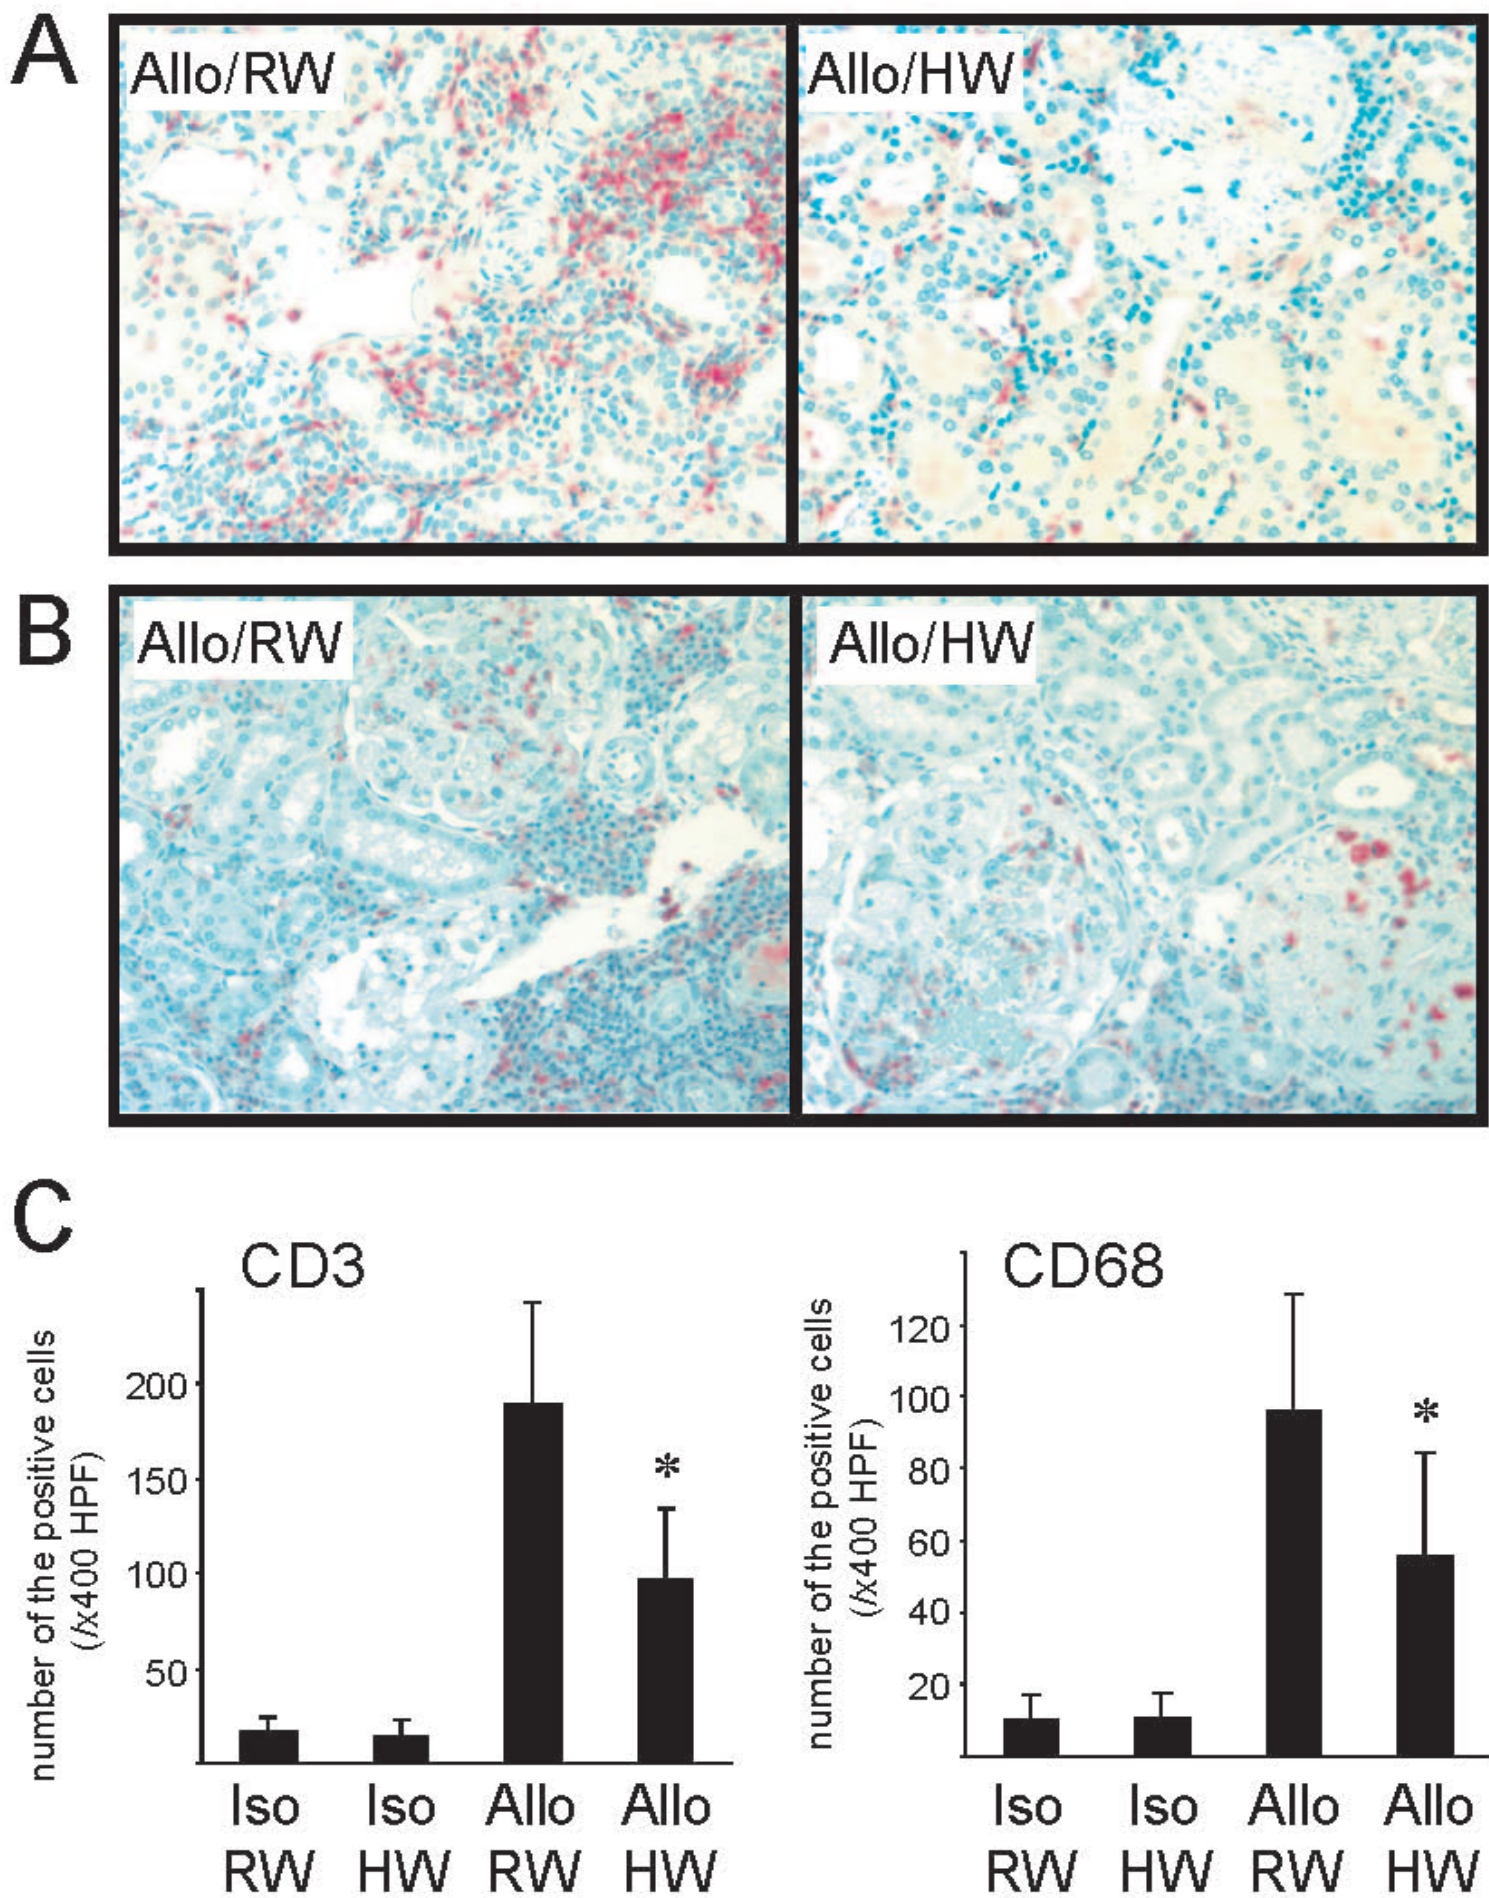 A
Allo/RW
Allo/HW
B
Allo/RW
Allo/HW
C
CD3
number of the positive cells
(/x400 HPF)
200
150
100
50
Iso
RW
Iso
HW
Allo
RW
*
Allo
HW
CD68
number of the positive cells
(/x400 HPF)
120
100
80
60
40
20
Iso
RW
Iso
HW
Allo
RW
*
Allo
HW